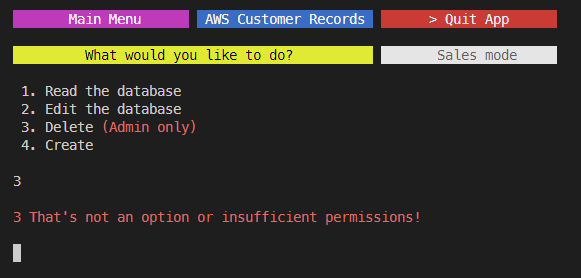 Main Menu AWS Customer Records > Quit App
What would you like to do? Sales mode
1. Read the database
2. Edit the database
3. Delete (Admin only)
4. Create
3
3 That's not an option or insufficient permissions!